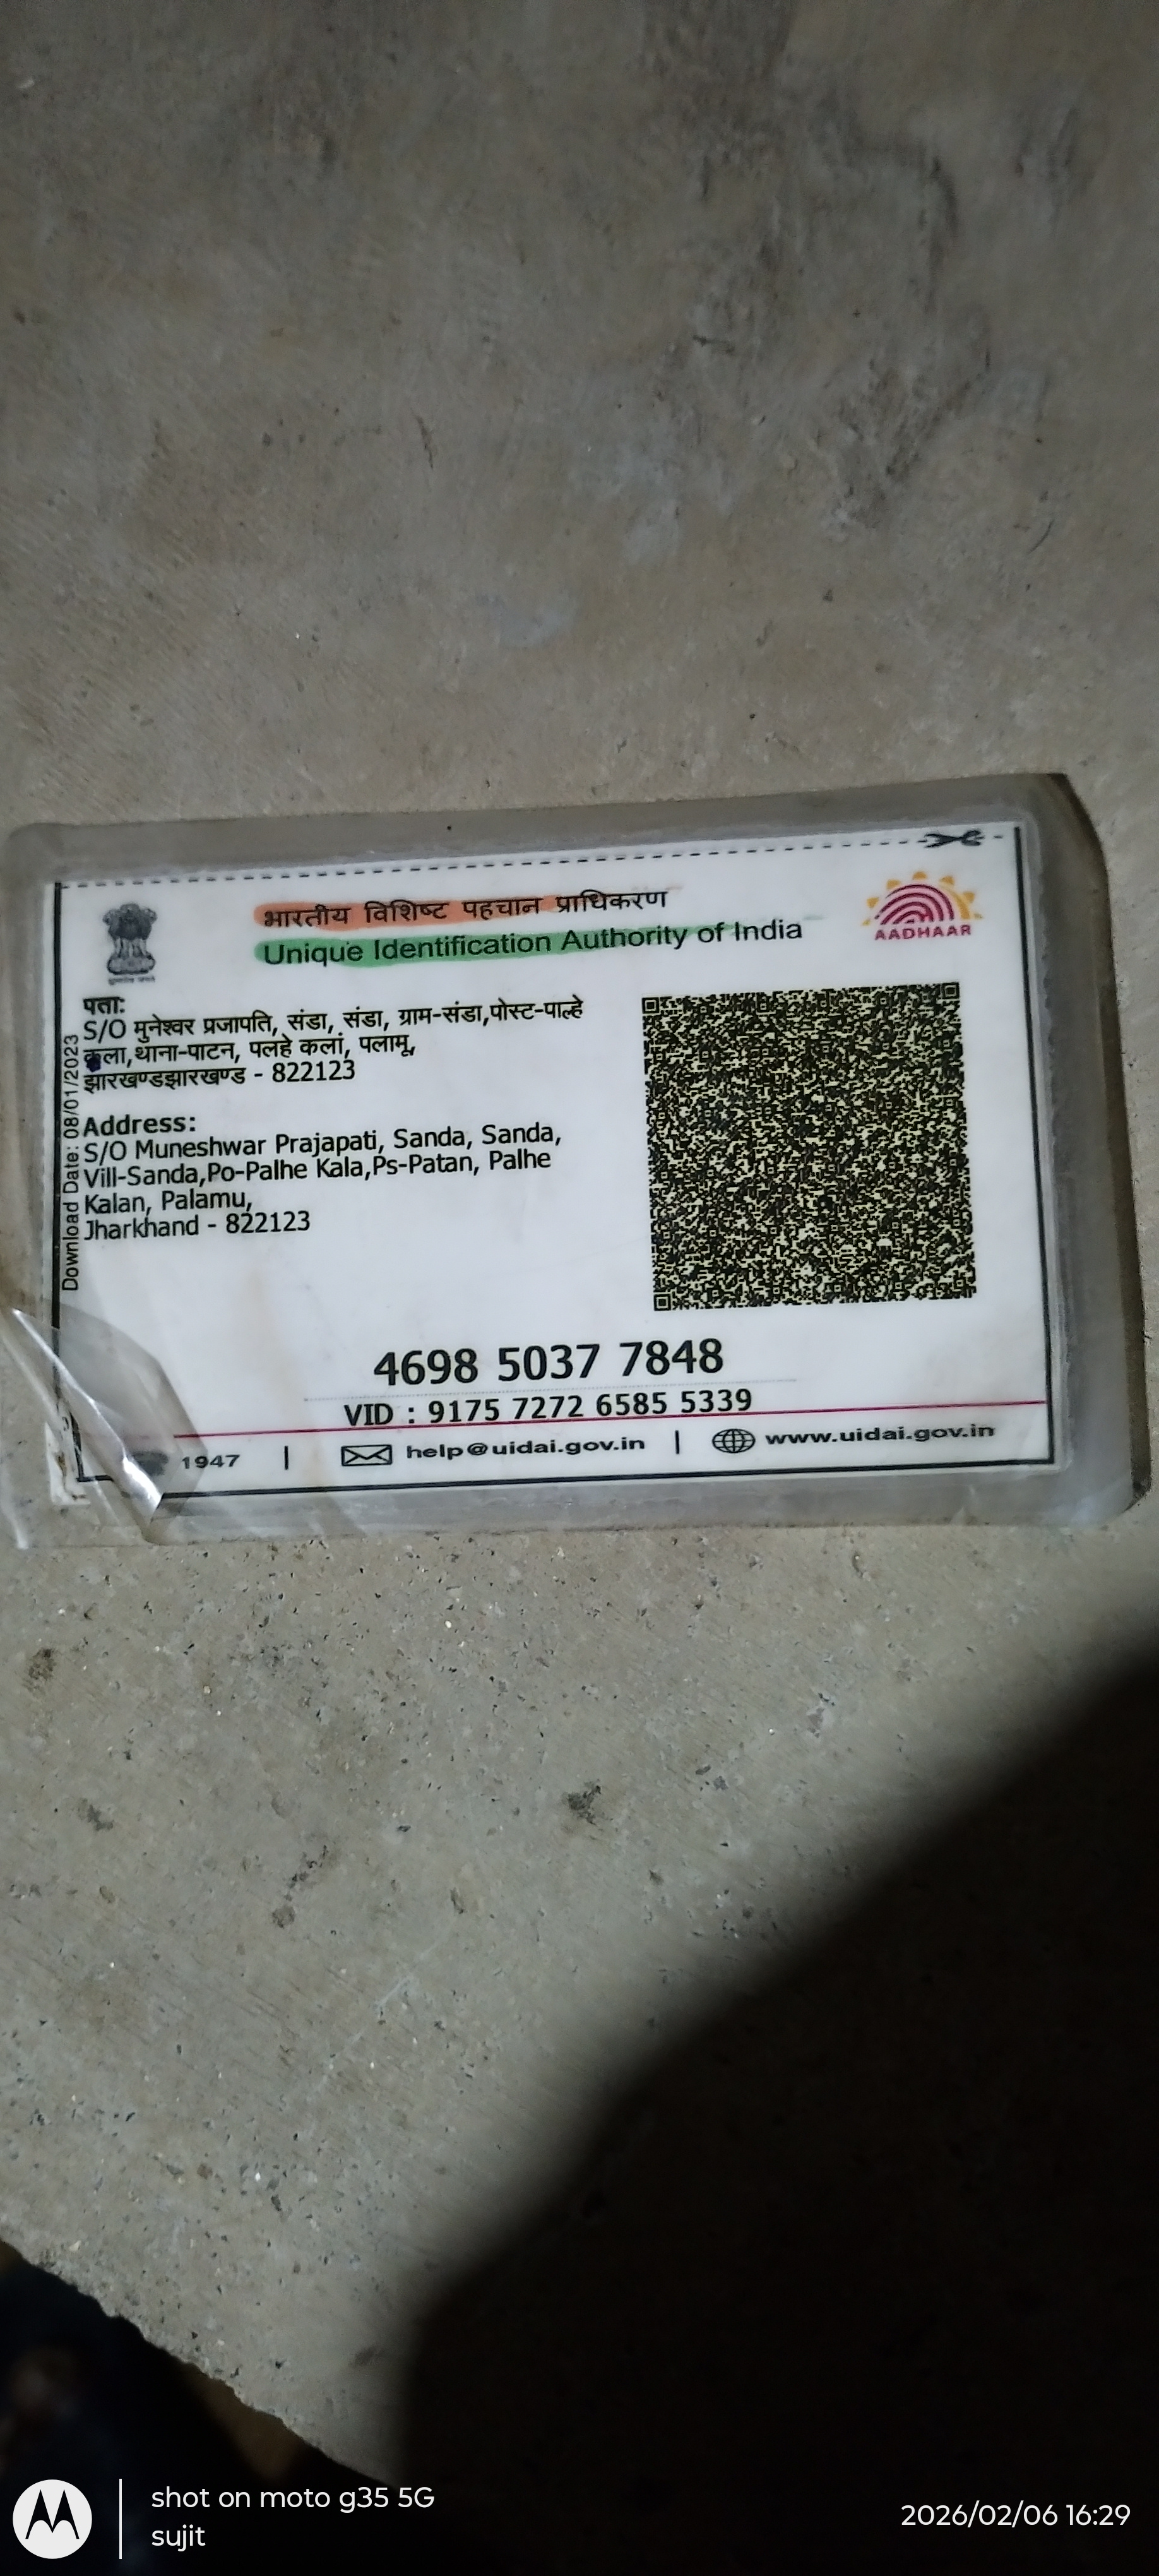 भारतीय विशिष्ट पहचान प्राधिकरण
Unique Identification Authority of India
AADHAAR
पता:
S/O मुनेश्वर प्रजापति, संडा, संडा, ग्राम-संडा,पोस्ट-पाल्हे
कला,थाना-पाटन, पलहे कलां, पलामू,
झारखण्डझारखण्ड - 822123
Address:
S/O Muneshwar Prajapati, Sanda, Sanda,
Vill-Sanda,Po-Palhe Kala,Ps-Patan, Palhe
Kalan, Palamu,
Jharkhand - 822123
Download Date: 08/01/2023
4698 5037 7848
VID : 9175 7272 6585 5339
1947 | help@uidai.gov.in | www.uidai.gov.in
shot on moto g35 5G
sujit
2026/02/06 16:29